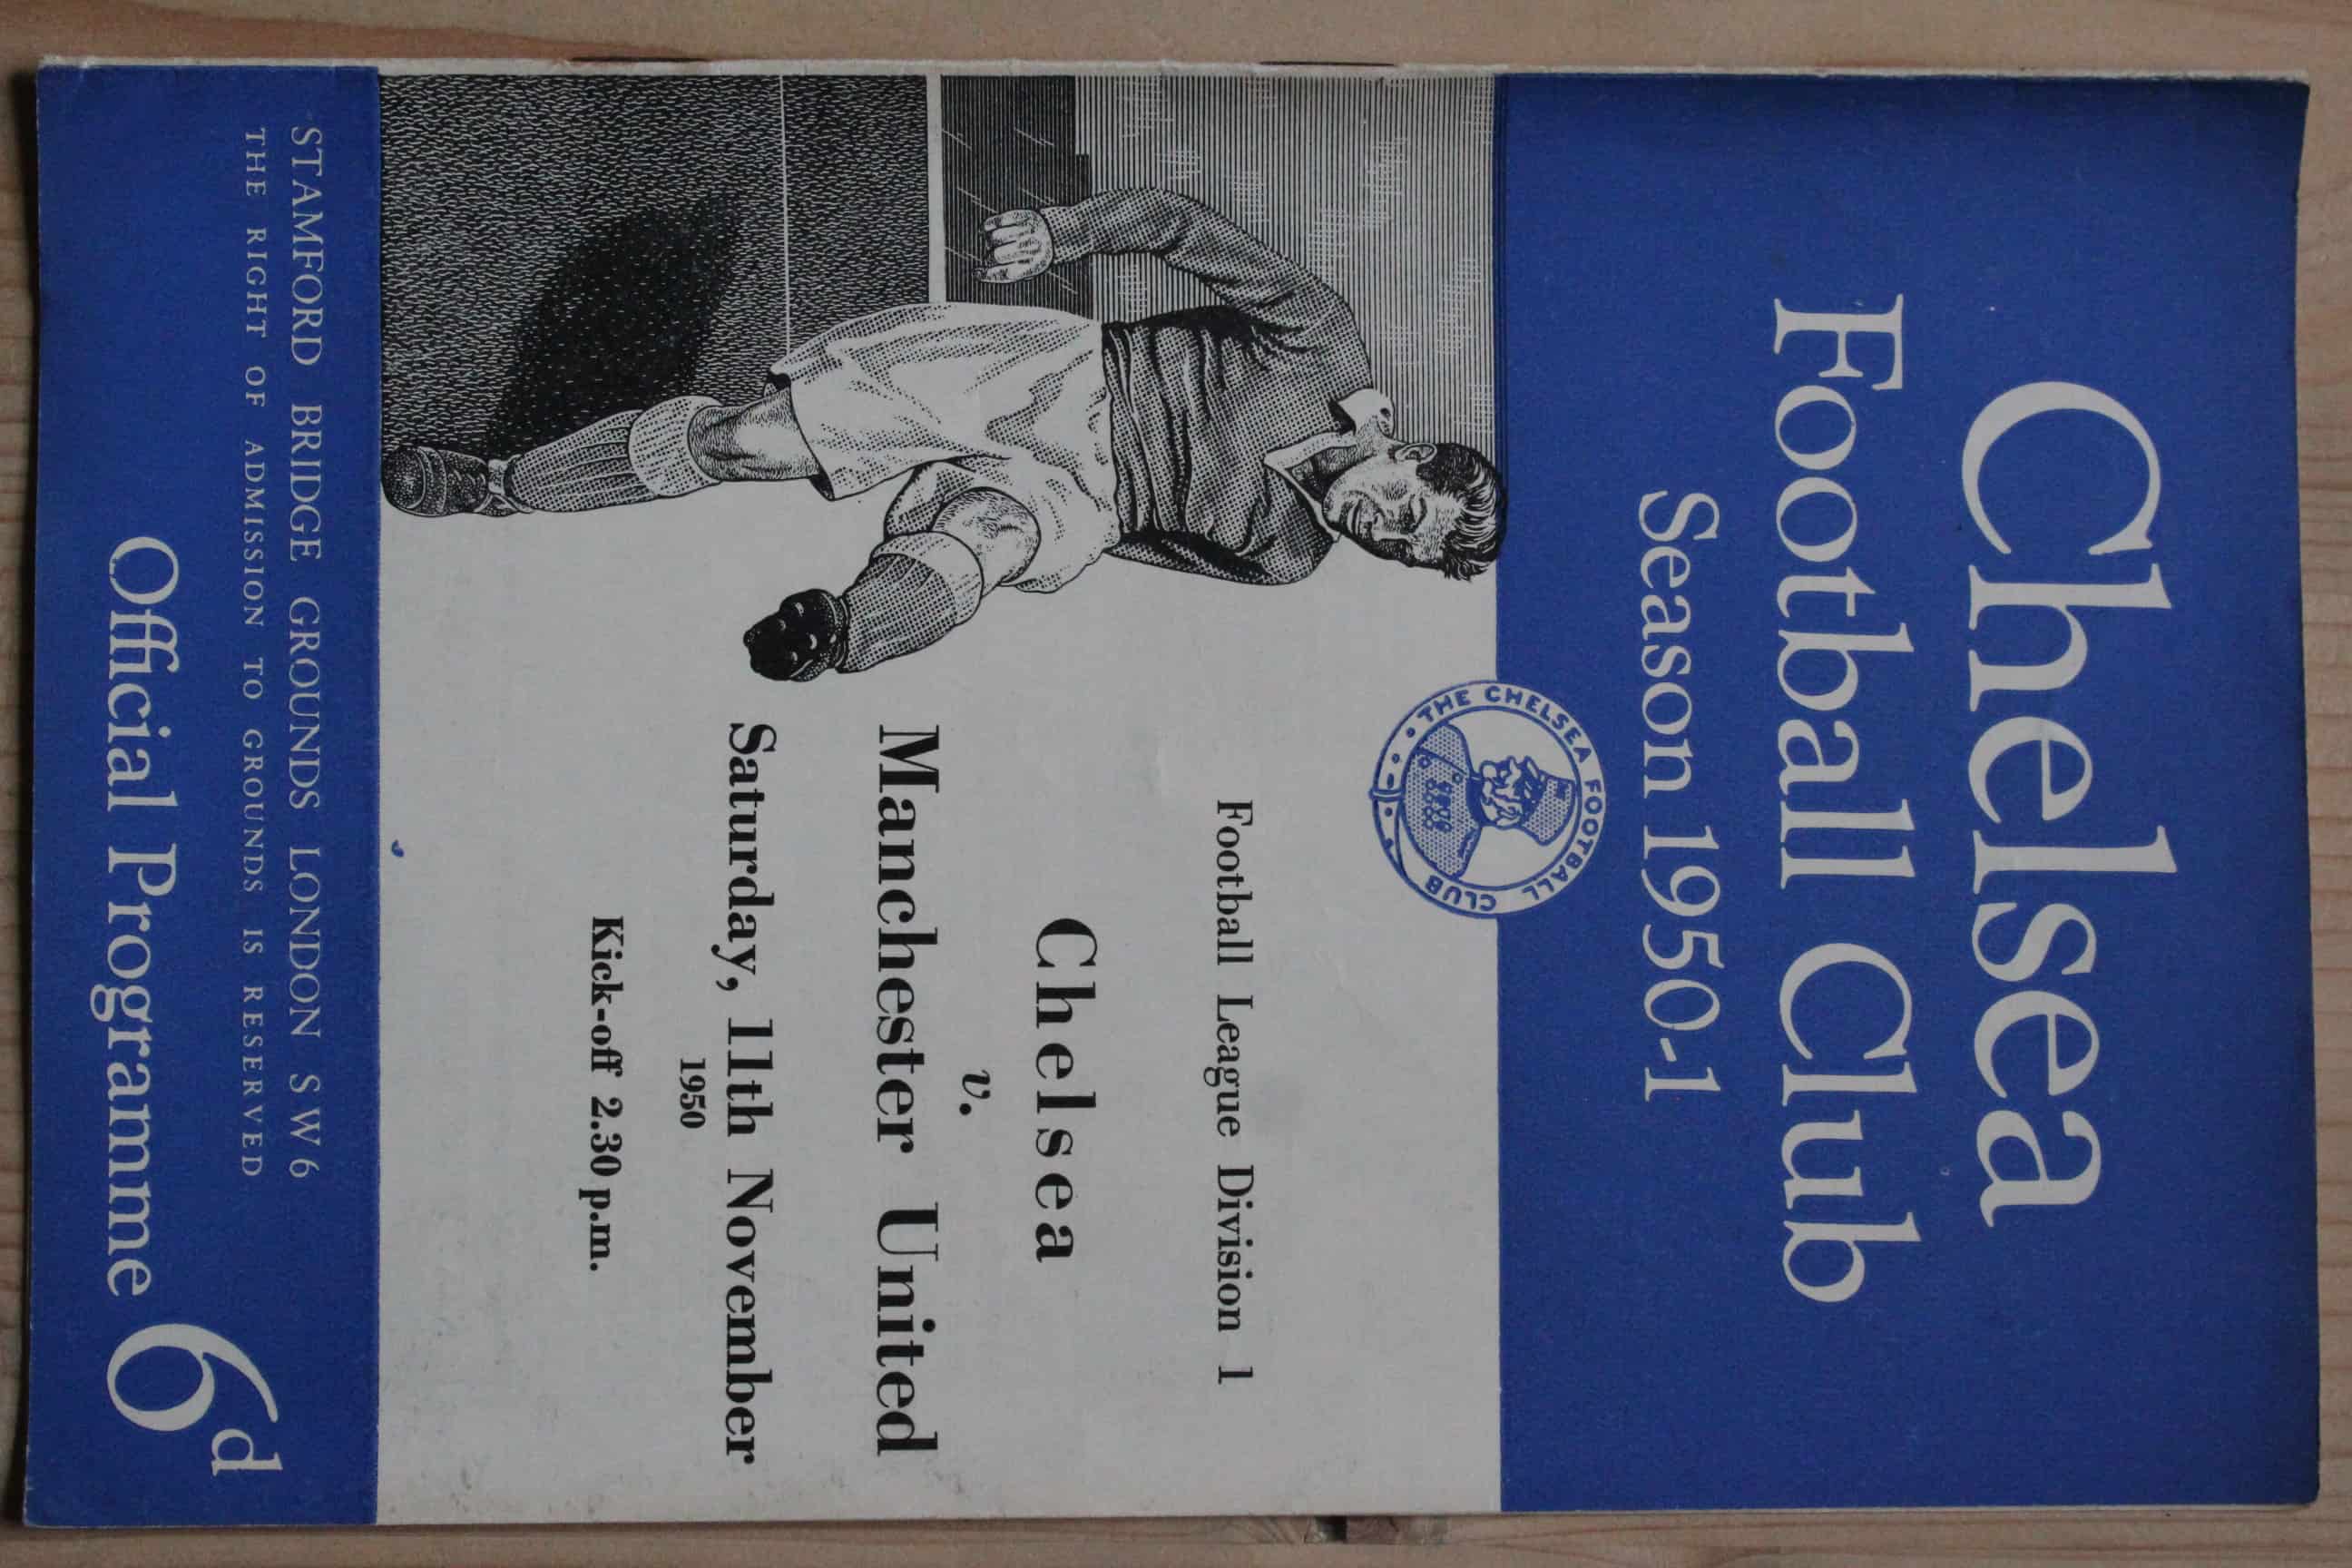 Chelsea
Football Club
Season 1950-1
THE CHELSEA FOOTBALL CLUB
Football League Division 1
Chelsea
v.
Manchester United
Saturday, 11th November
1950
Kick-off 2.30 p.m.
STAMFORD BRIDGE GROUNDS LONDON SW6
THE RIGHT OF ADMISSION TO GROUNDS IS RESERVED
Official Programme 6d